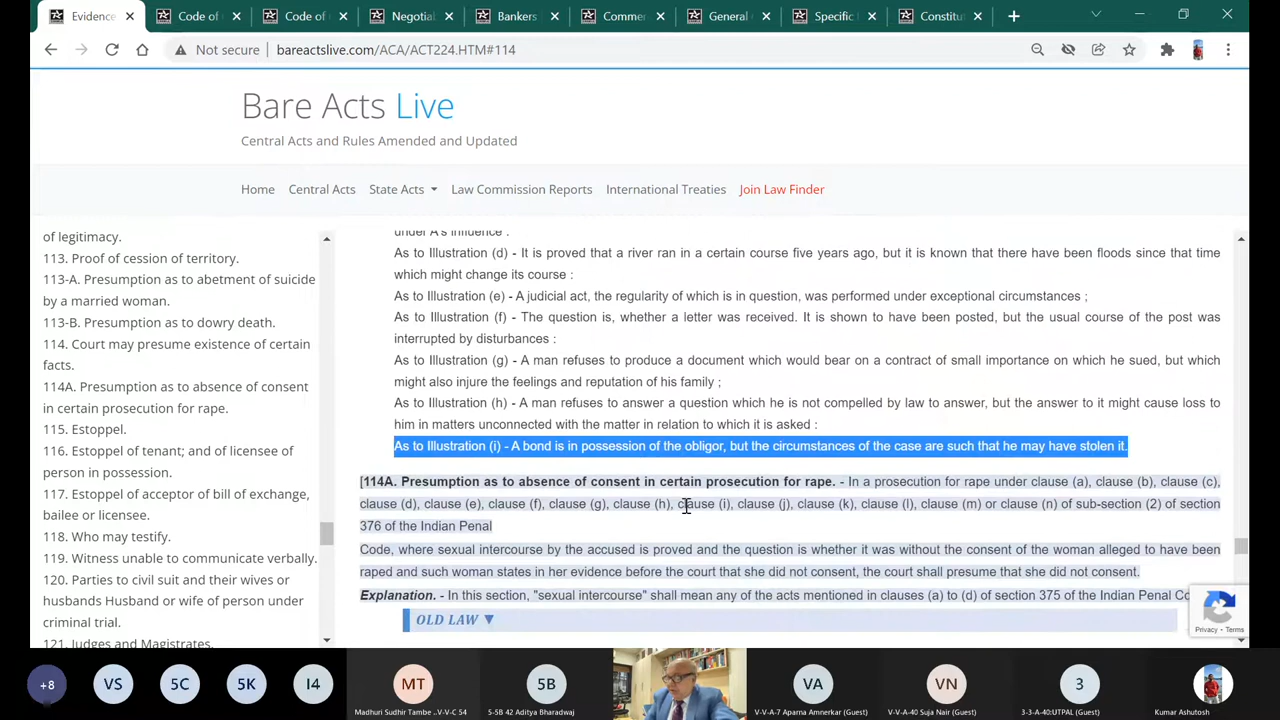 Evidence
Code of
Code of
Negotial
Bankers
Comme
General
Specific
Constitut
Not secure
bareactslive.com/ACA/ACT224.HTM#114
Bare Acts Live
Central Acts and Rules Amended and Updated
Home
Central Acts
State Acts
Law Commission Reports
International Treaties
Join Law Finder
of legitimacy.
113. Proof of cession of territory.
113-A. Presumption as to abetment of suicide
by a married woman.
113-B. Presumption as to dowry death.
114. Court may presume existence of certain
facts.
114A. Presumption as to absence of consent
in certain prosecution for rape.
115. Estoppel.
116. Estoppel of tenant; and of licensee of
person in possession.
117. Estoppel of acceptor of bill of exchange,
bailee or licensee.
118. Who may testify.
119. Witness unable to communicate verbally.
120. Parties to civil suit and their wives or
husbands Husband or wife of person under
criminal trial.
121. Judges and Magistrates.
under A's influence :
As to Illustration (d) - It is proved that a river ran in a certain course five years ago, but it is known that there have been floods since that time
which might change its course :
As to Illustration (e) - A judicial act, the regularity of which is in question, was performed under exceptional circumstances ;
As to Illustration (f) - The question is, whether a letter was received. It is shown to have been posted, but the usual course of the post was
interrupted by disturbances :
As to Illustration (g) - A man refuses to produce a document which would bear on a contract of small importance on which he sued, but which
might also injure the feelings and reputation of his family ;
As to Illustration (h) - A man refuses to answer a question which he is not compelled by law to answer, but the answer to it might cause loss to
him in matters unconnected with the matter in relation to which it is asked :
As to Illustration (i) - A bond is in possession of the obligor, but the circumstances of the case are such that he may have stolen it.
[114A. Presumption as to absence of consent in certain prosecution for rape. - In a prosecution for rape under clause (a), clause (b), clause (c),
clause (d), clause (e), clause (f), clause (g), clause (h), clause (i), clause (j), clause (k), clause (l), clause (m) or clause (n) of sub-section (2) of section
376 of the Indian Penal
Code, where sexual intercourse by the accused is proved and the question is whether it was without the consent of the woman alleged to have been
raped and such woman states in her evidence before the court that she did not consent, the court shall presume that she did not consent.
Explanation. - In this section, "sexual intercourse" shall mean any of the acts mentioned in clauses (a) to (d) of section 375 of the Indian Penal Co
OLD LAW ▼
Privacy - Terms
+8
VS
5C
5K
I4
MT
5B
VA
VN
3
Madhuri Sudhir Tambe ..V-V-C 54
5-5B 42 Aditya Bharadwaj
V-V-A-7 Aparna Amnerkar (Guest)
V-V-A-40 Suja Nair (Guest)
3-3-A-40:UTPAL (Guest)
Kumar Ashutosh